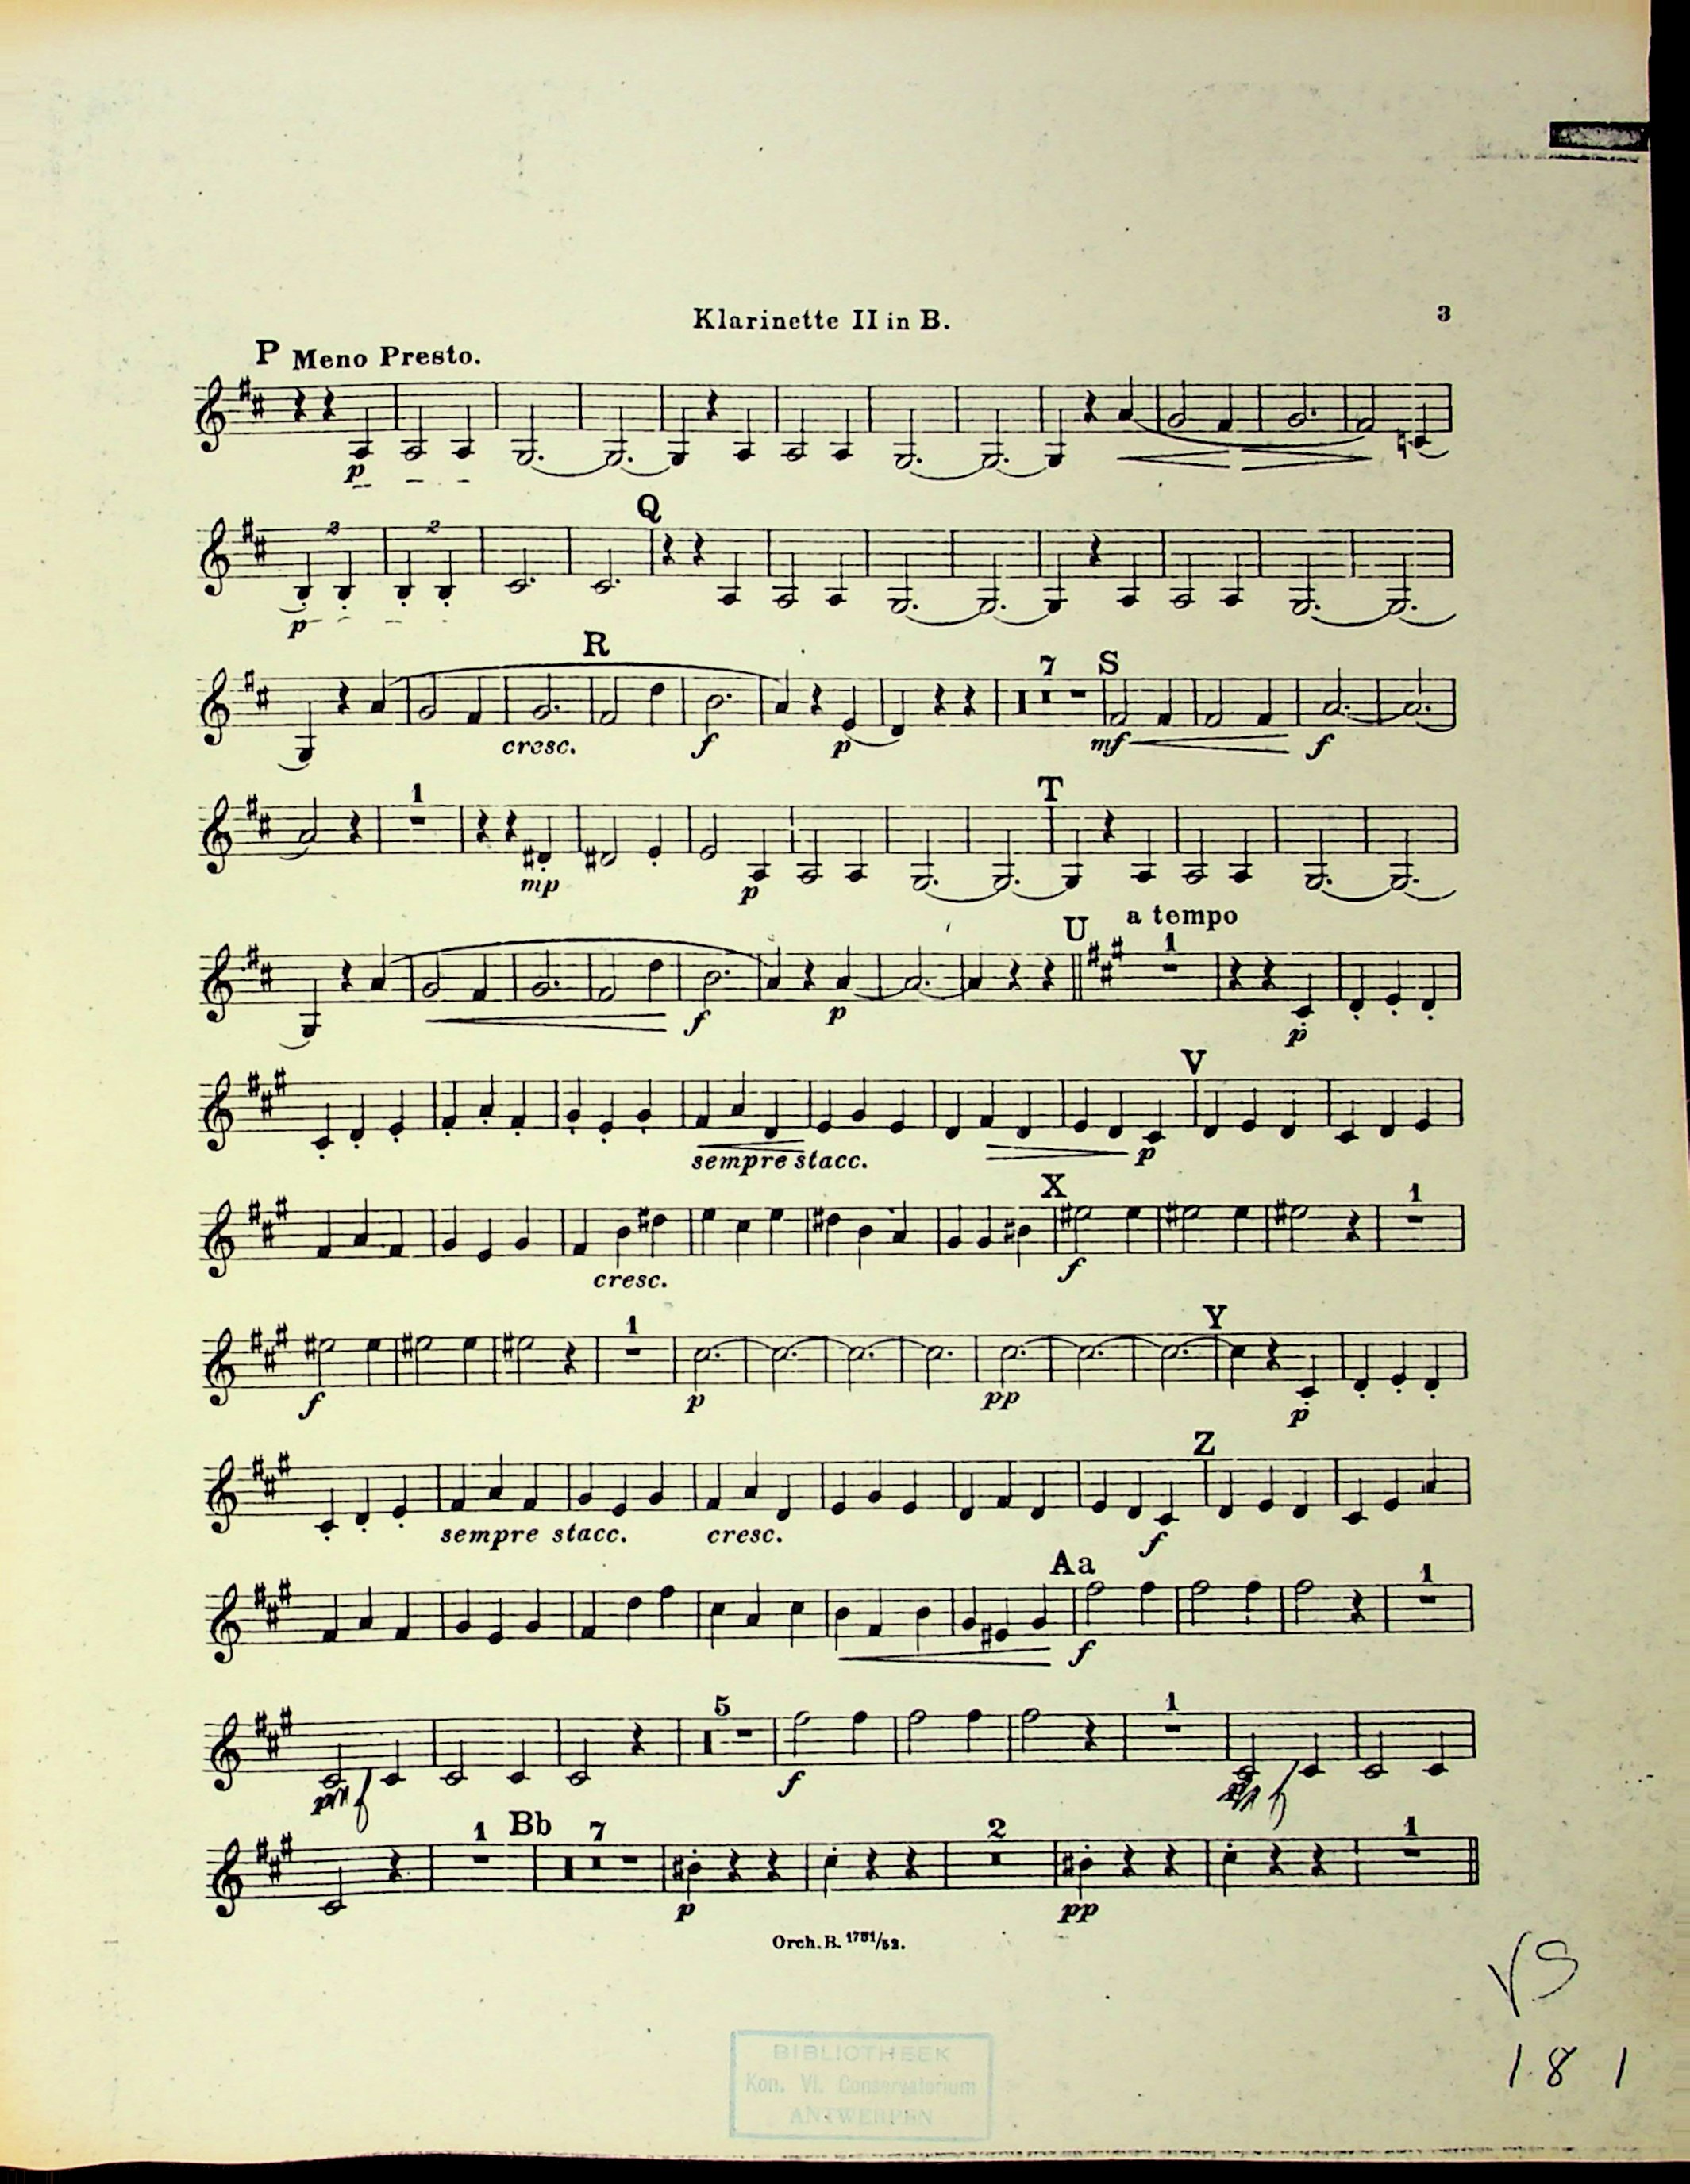 Klarinette II in B.
3
P Meno Presto.
p
Q
2 2
p
R
7 S
cresc. f p mf f
1 T
mp p
U a tempo
1
f p p
V
sempre stacc. p
X
1
cresc. f
1 Y
f p pp p
Z
sempre stacc. cresc. f
Aa
1
f
5 1
f
1 Bb 7 2 1
p pp
Orch. B. 1751/52.
VS
181
BIBLIOTHEEK
Kon. Vl. Conservatorium
ANTWERPEN